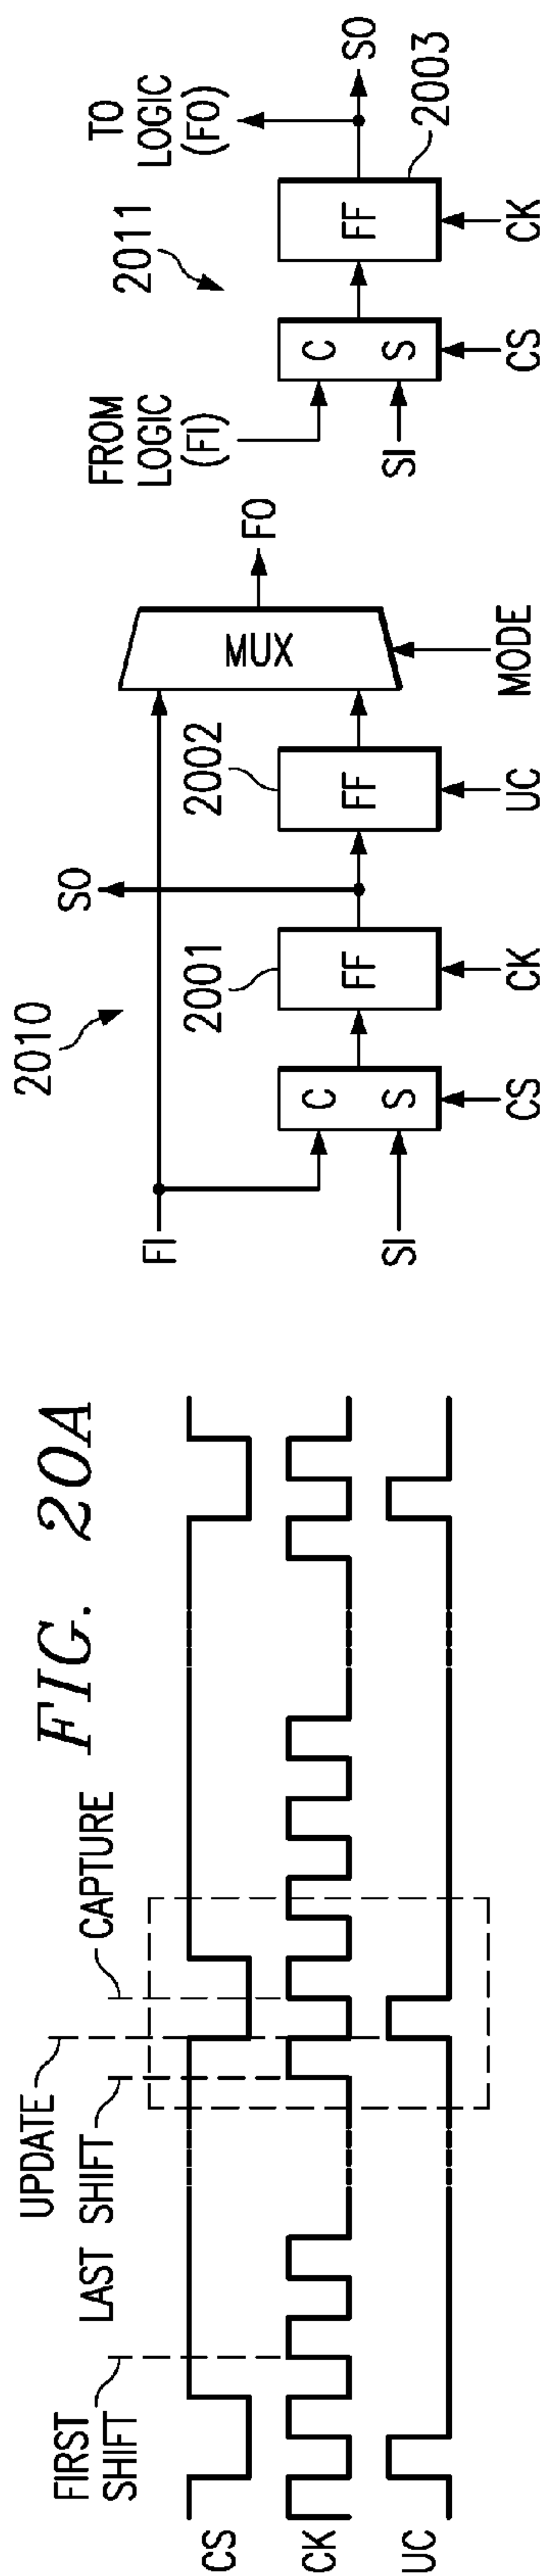 FIG. 20A
UPDATE
LAST SHIFT
CAPTURE
FIRST
SHIFT
CS
CK
UC
2010
SO
FI
2001
2002
C
S
FF
FF
MUX
FO
SI
CS
CK
UC
MODE
FROM
LOGIC
(FI)
2011
TO
LOGIC
(FO)
C
S
FF
SO
SI
CS
CK
2003